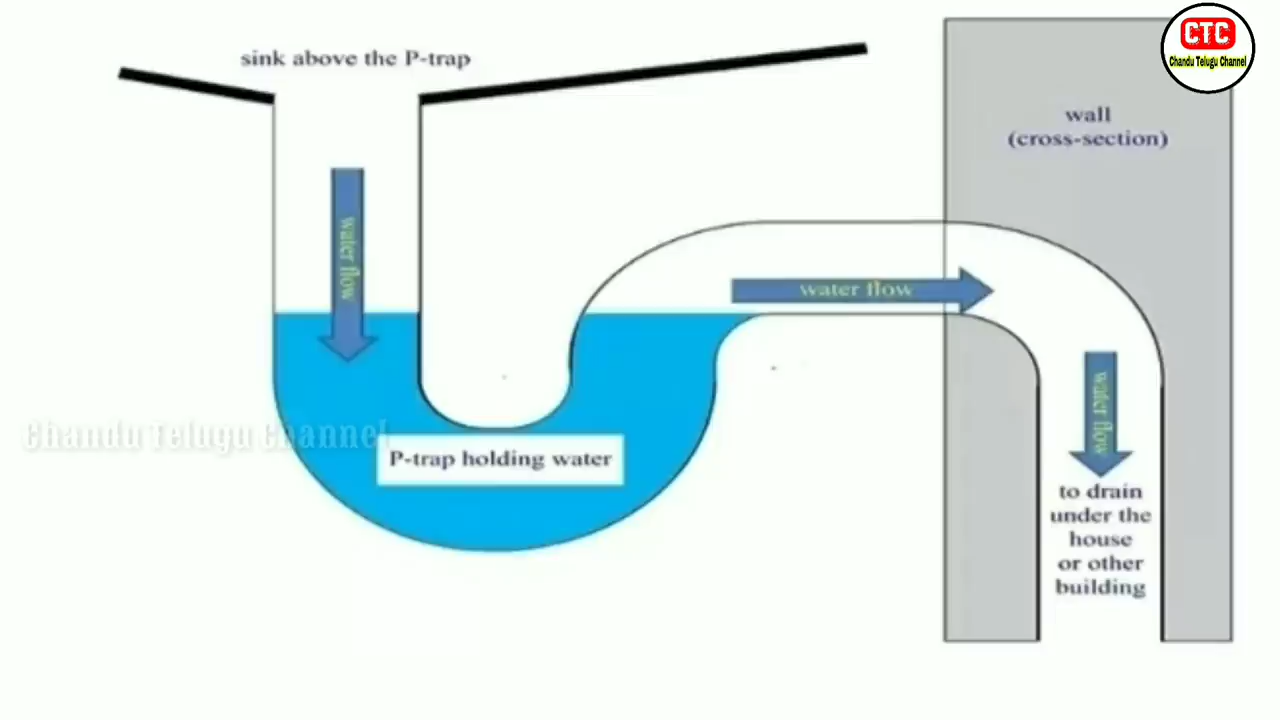 CTC
Chandu Telugu Channel
sink above the P-trap
wall
(cross-section)
water flow
water flow
water flow
Chandu Telugu Channel
P-trap holding water
to drain
under the
house
or other
building